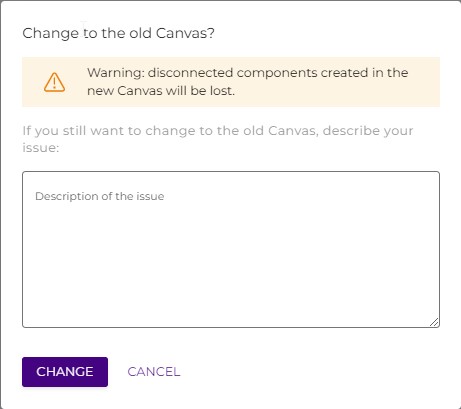 Change to the old Canvas?
Warning: disconnected components created in the
new Canvas will be lost.
If you still want to change to the old Canvas, describe your
issue:
Description of the issue
CHANGE
CANCEL